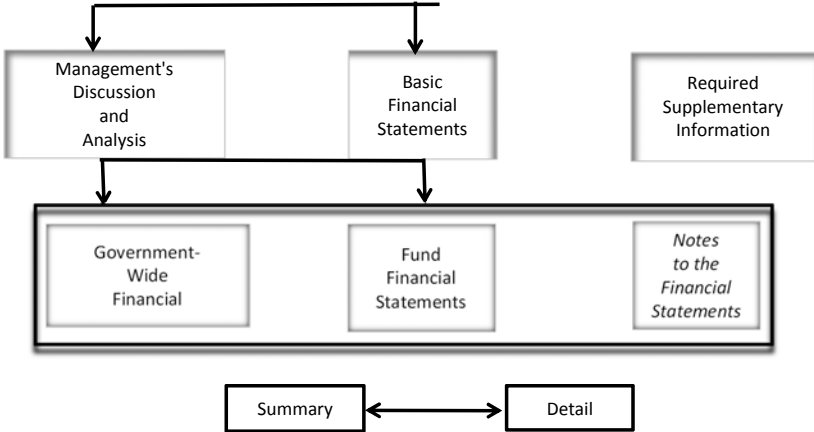 Management's
Discussion
and
Analysis
Basic
Financial
Statements
Required
Supplementary
Information
Government-
Wide
Financial
Fund
Financial
Statements
Notes
to the
Financial
Statements
Summary
Detail